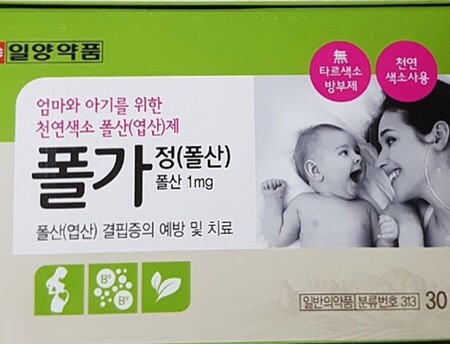 일양약품
無
타르색소
방부제
천연
색소사용
엄마와 아기를 위한
천연색소 폴산(엽산)제
폴가 정(폴산)
폴산 1mg
폴산(엽산) 결핍증의 예방 및 치료
B⁹
B⁹
일반의약품 분류번호 313
30